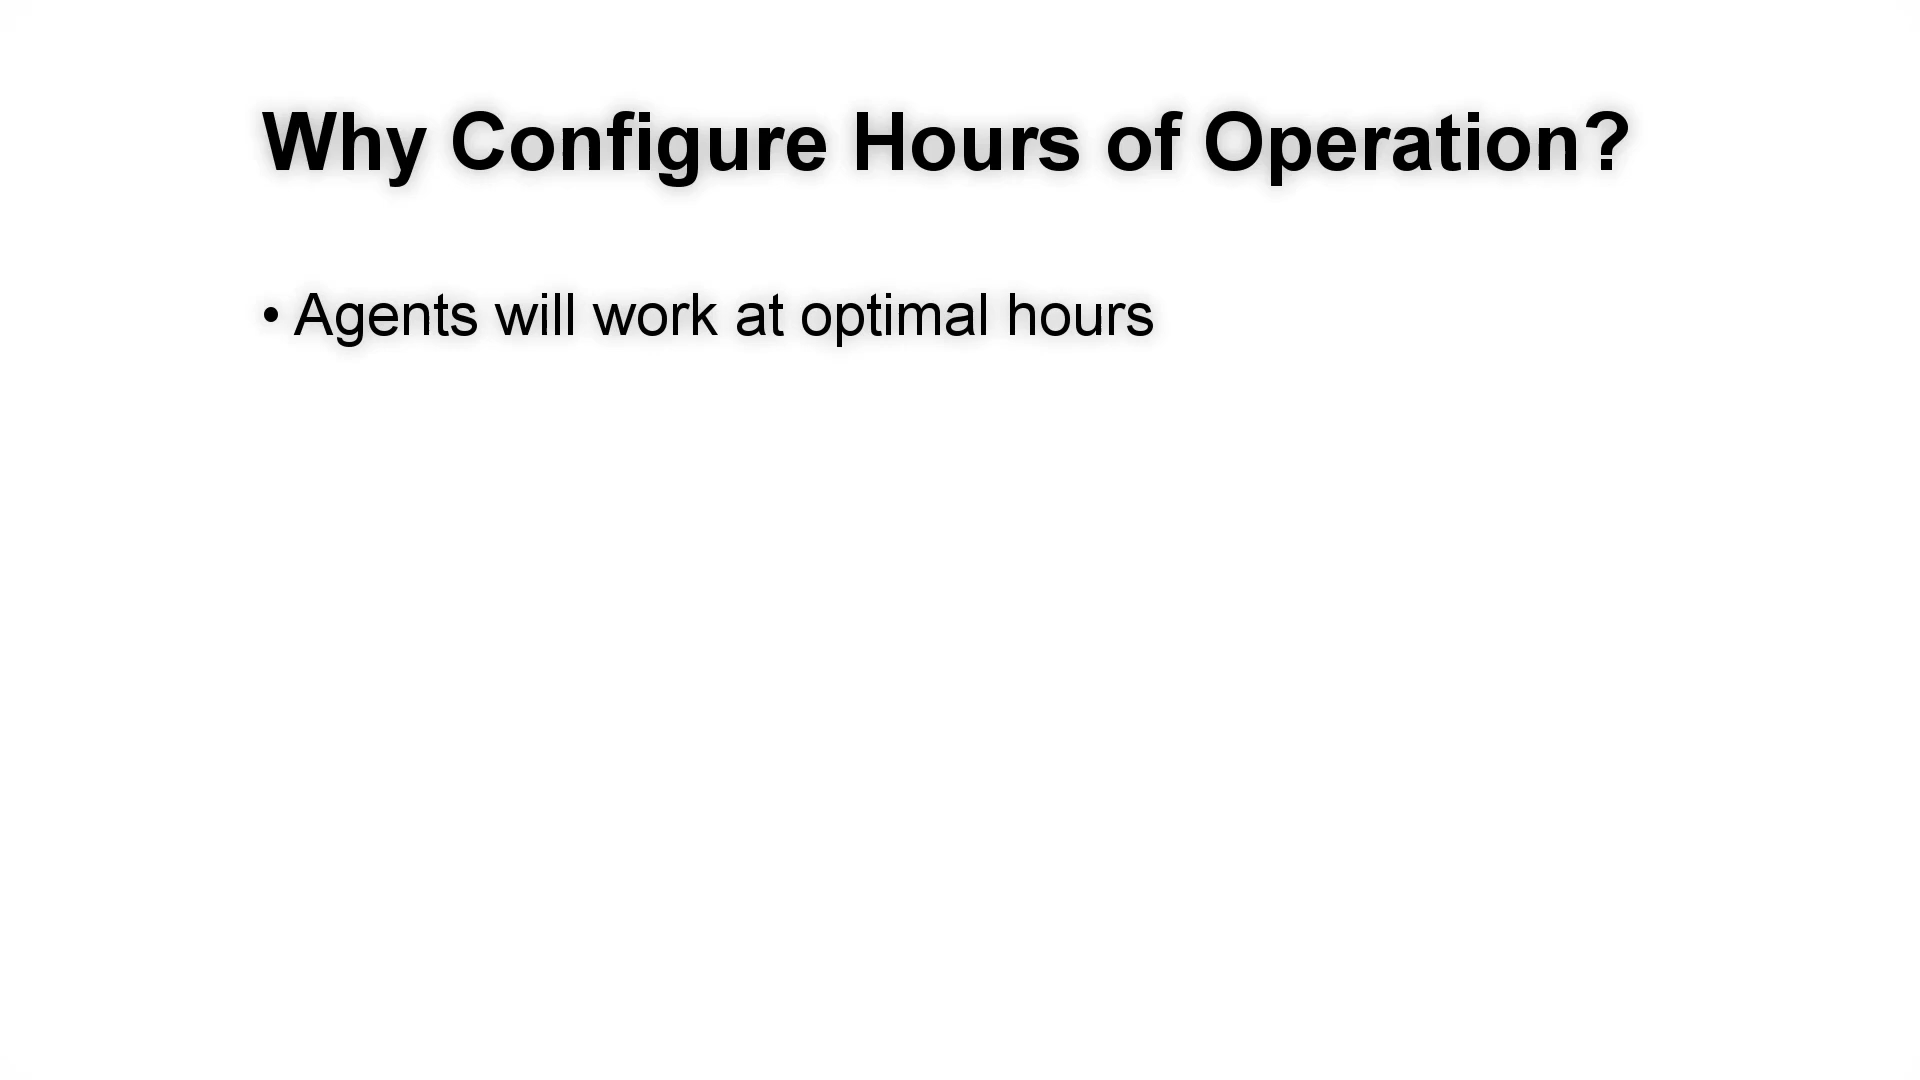 Why Configure Hours of Operation?
• Agents will work at optimal hours